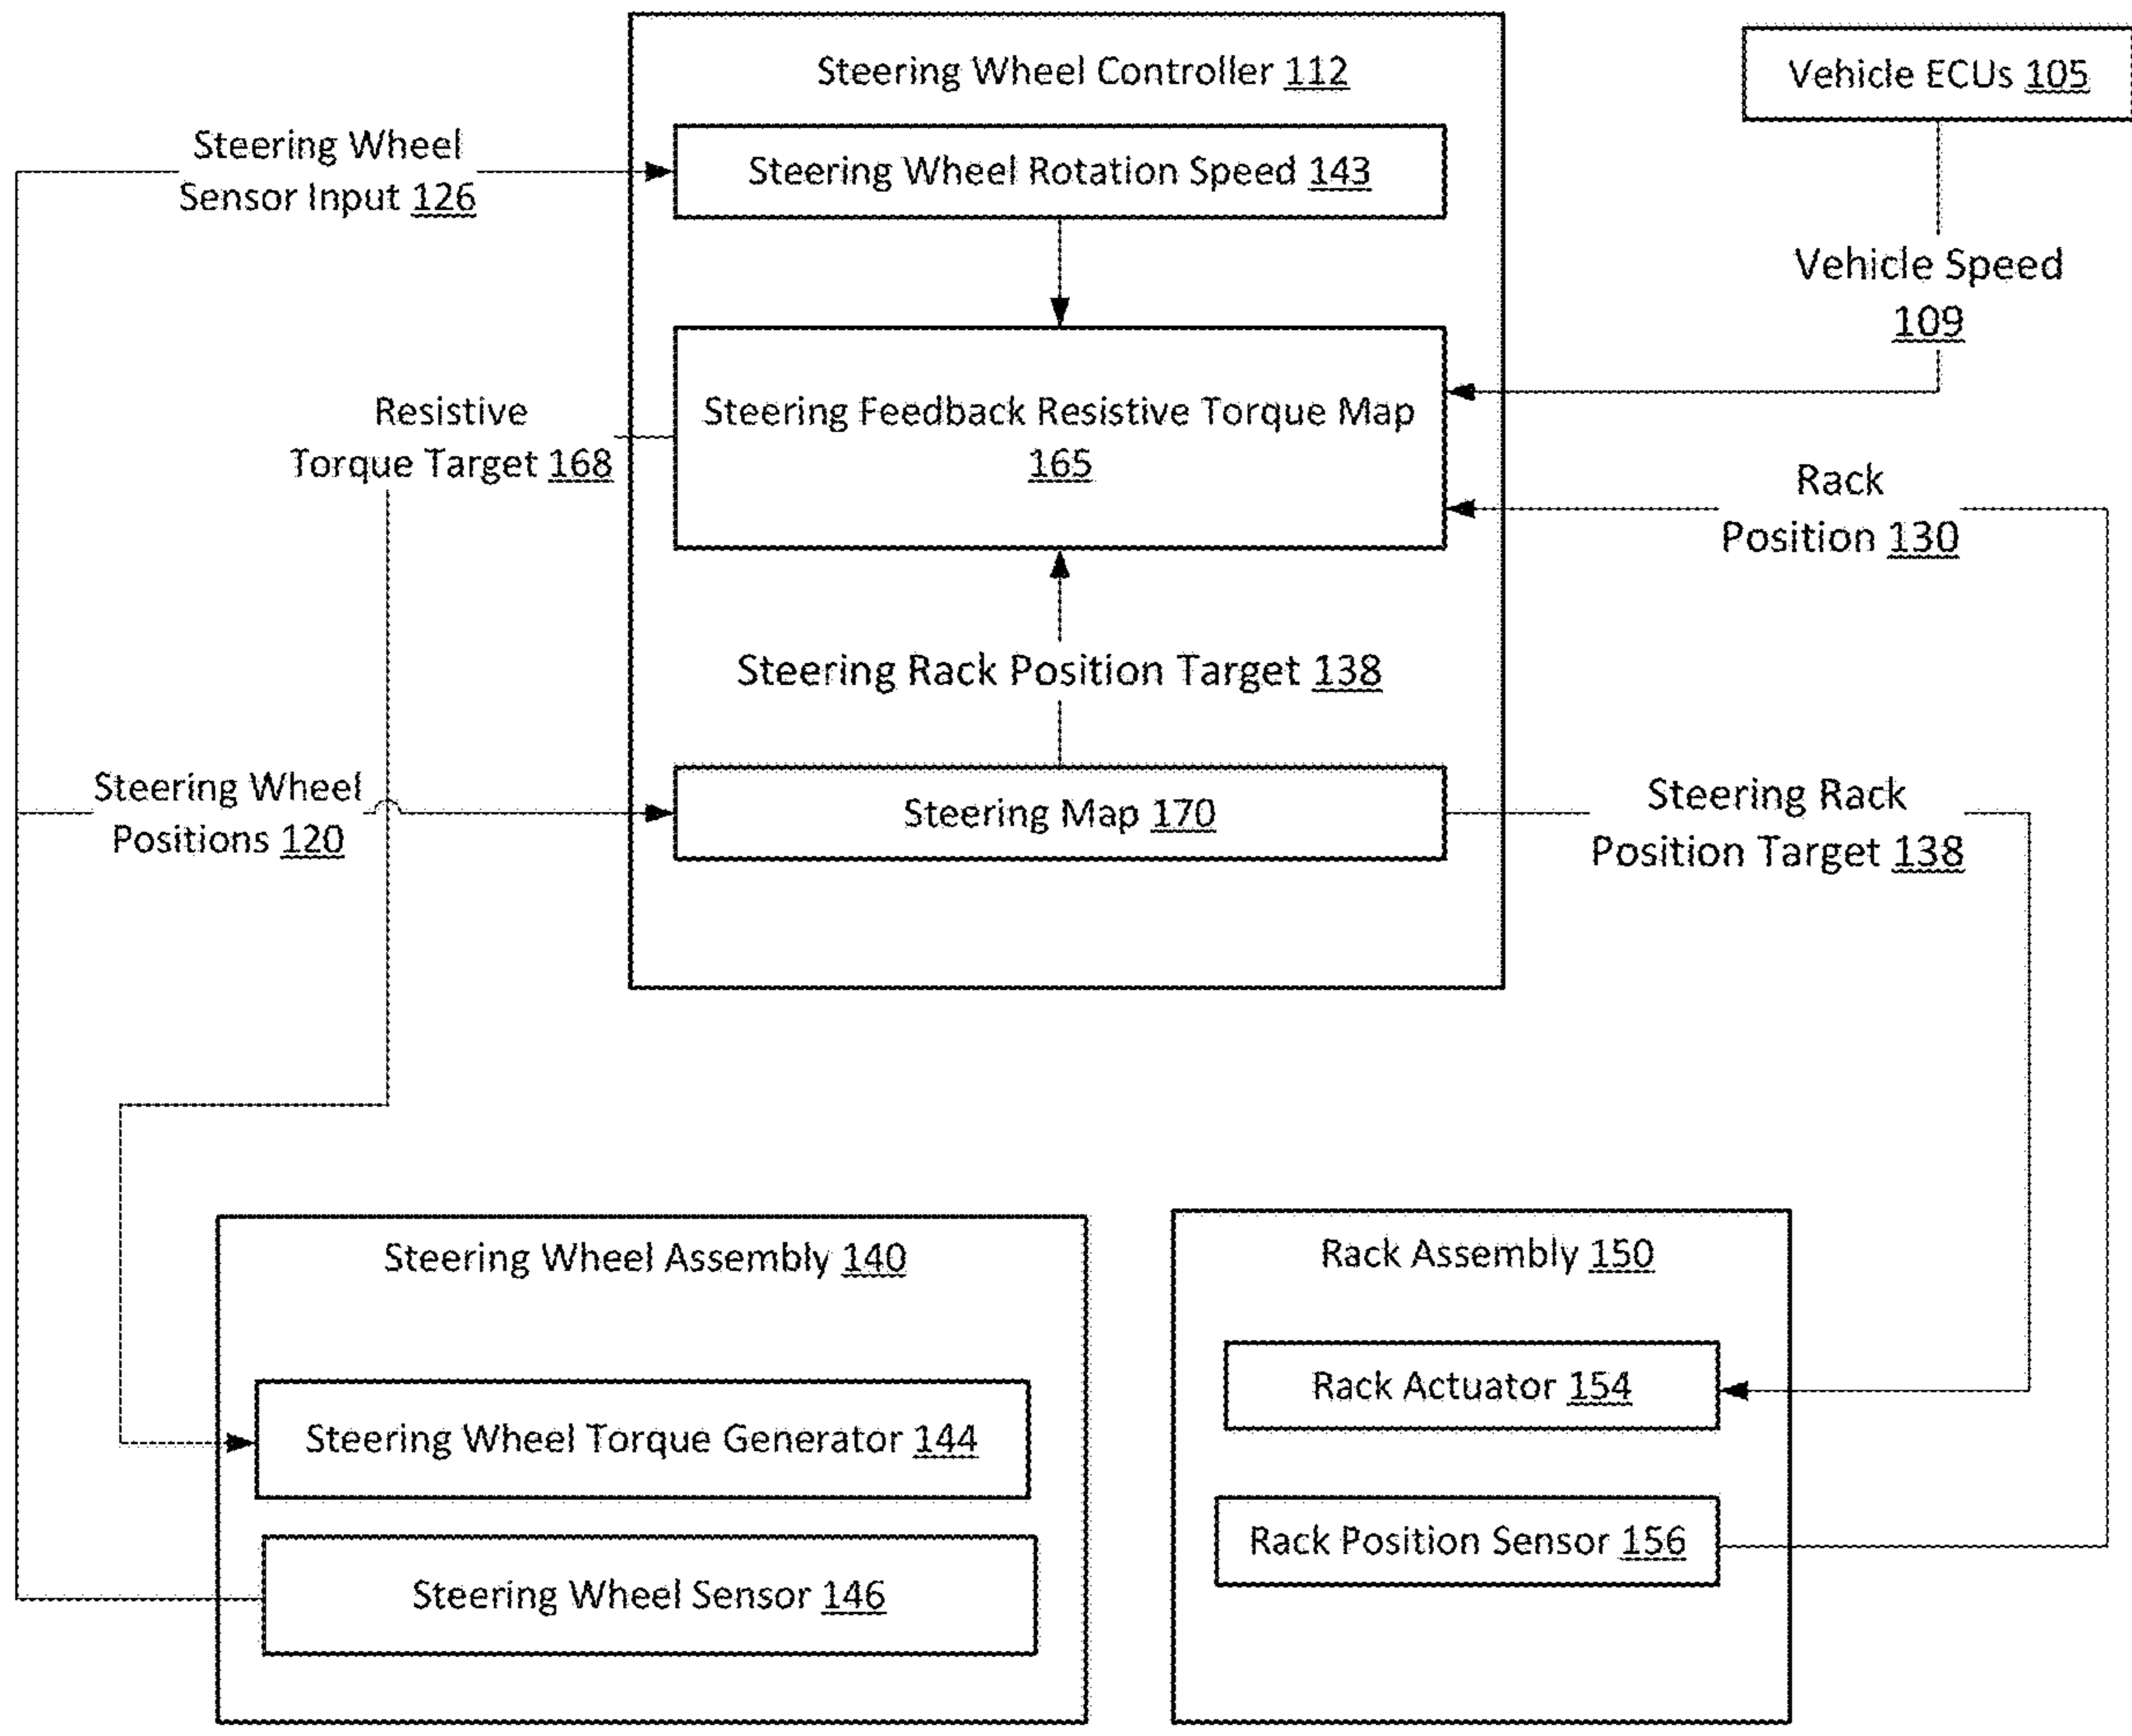 Steering Wheel Controller 112
Vehicle ECUs 105
Steering Wheel
Sensor Input 126
Steering Wheel Rotation Speed 143
Vehicle Speed
109
Resistive
Torque Target 168
Steering Feedback Resistive Torque Map
165
Rack
Position 130
Steering Rack Position Target 138
Steering Wheel
Positions 120
Steering Map 170
Steering Rack
Position Target 138
Steering Wheel Assembly 140
Steering Wheel Torque Generator 144
Steering Wheel Sensor 146
Rack Assembly 150
Rack Actuator 154
Rack Position Sensor 156